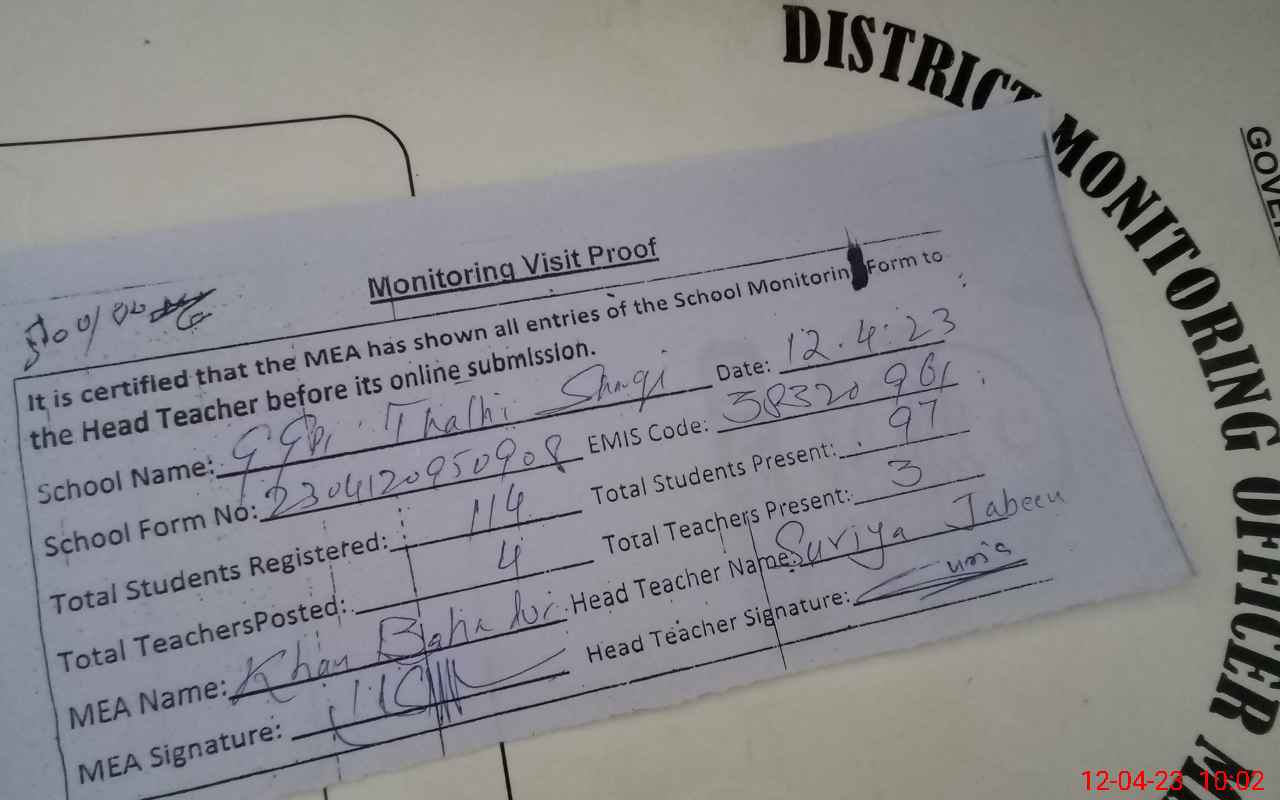 DISTRICT MONITORING OFFICER
GOVE
Monitoring Visit Proof
It is certified that the MEA has shown all entries of the School Monitorin Form to
the Head Teacher before its online submission.
School Name: Thalhi Date: 12.4.23
School Form No: 2304120950908 EMIS Code: 38320961
Total Students Registered: 114 Total Students Present: 97
Total TeachersPosted: 4 Total Teachers Present: 3
MEA Name: Khan Bahadur Head Teacher Name: Suriya Jabeen
MEA Signature: Head Teacher Signature:
12-04-23 10:02